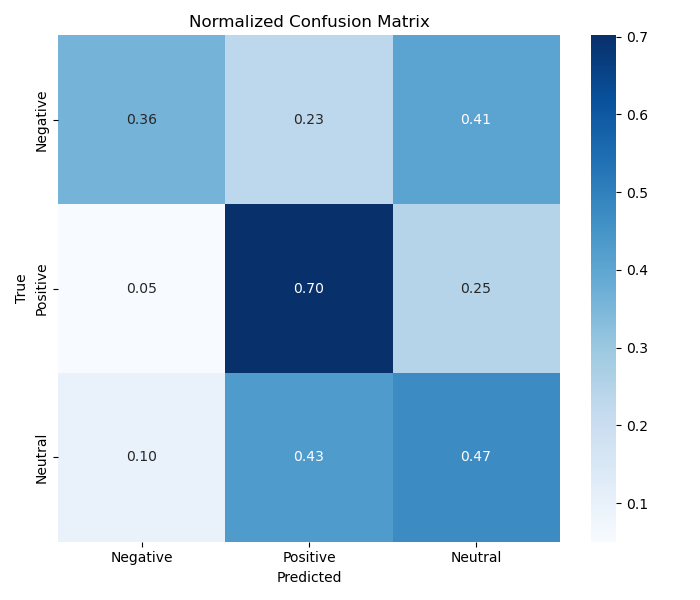 Normalized Confusion Matrix
Negative 0.36 0.23 0.41
True
Positive 0.05 0.70 0.25
Neutral 0.10 0.43 0.47
Negative Positive Neutral
Predicted
0.7
0.6
0.5
0.4
0.3
0.2
0.1